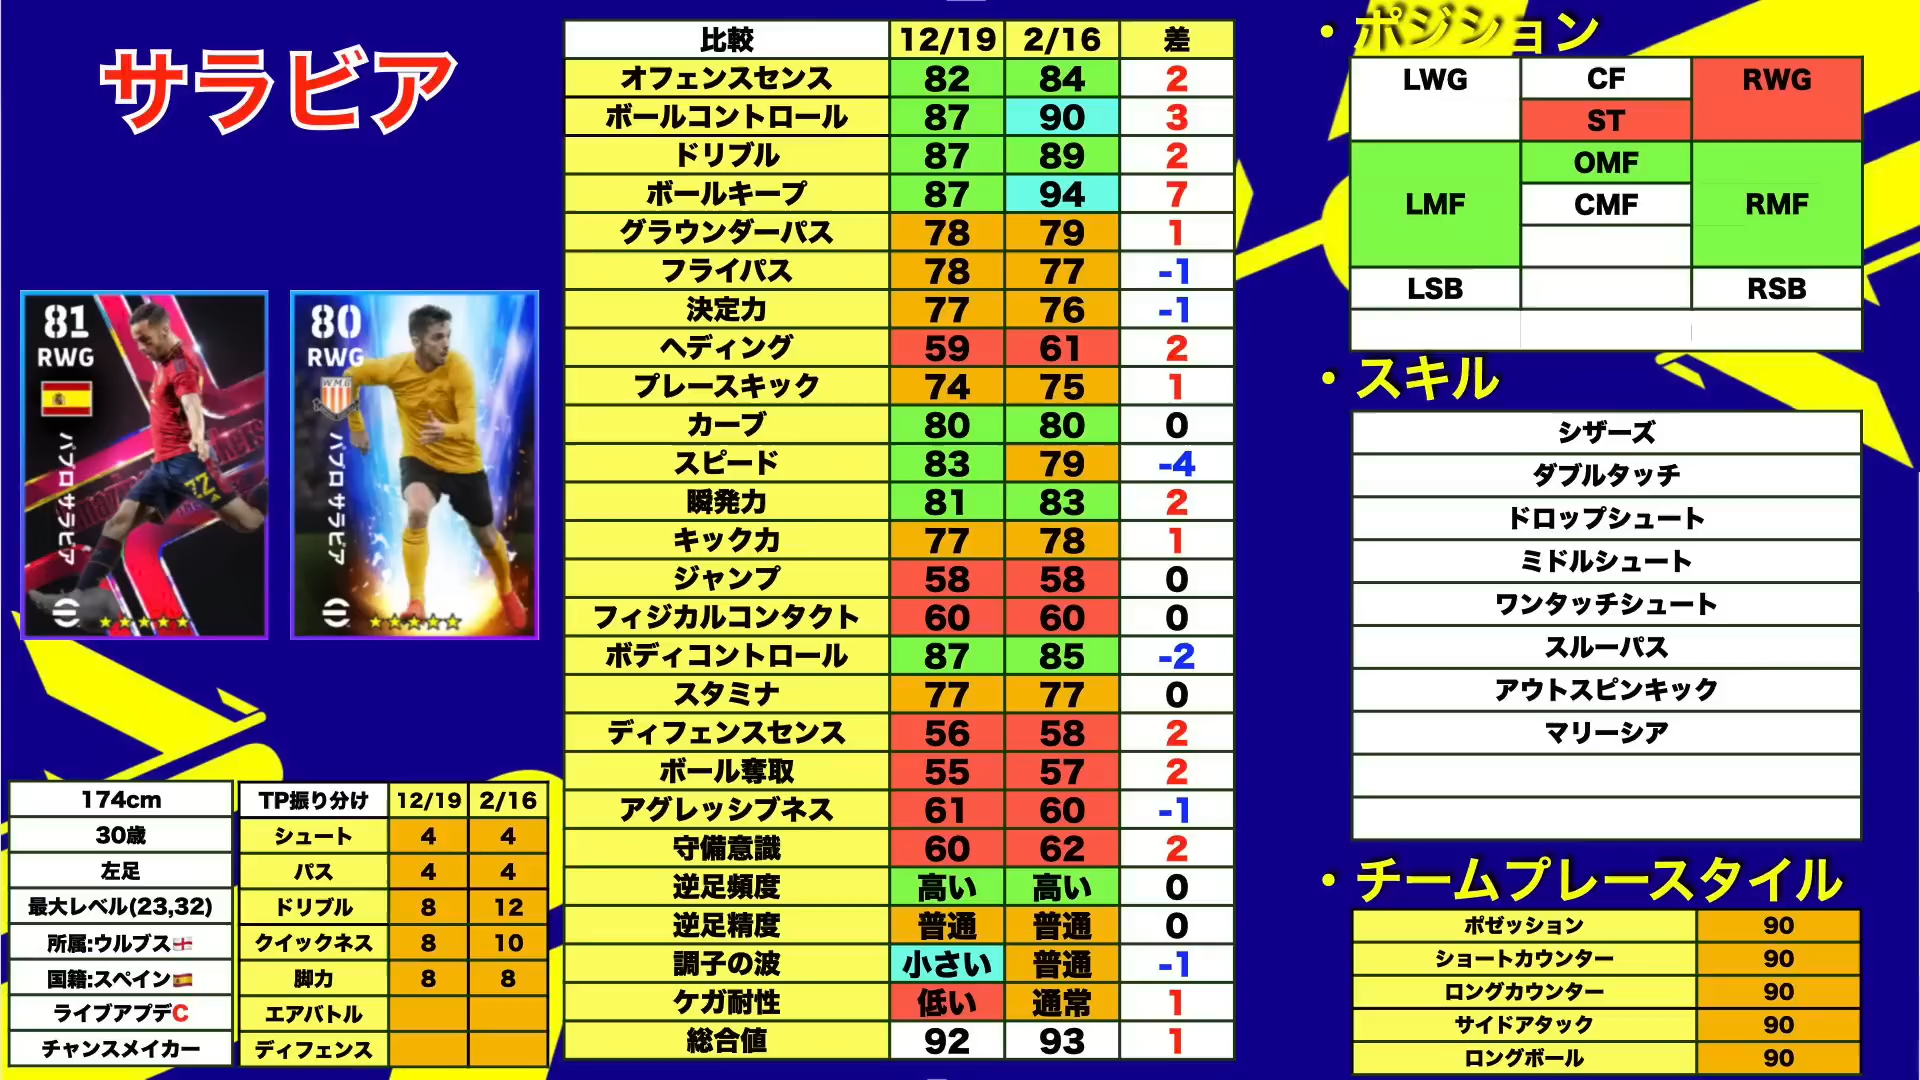 サラビア
81
RWG
パブロ サラビア
80
RWG
WMG
パブロ サラビア
174cm
30歳
左足
最大レベル(23,32)
所属:ウルブス
国籍:スペイン
ライブアプデC
チャンスメイカー
TP振り分け 12/19 2/16
シュート 4 4
パス 4 4
ドリブル 8 12
クイックネス 8 10
脚力 8 8
エアバトル
ディフェンス
比較 12/19 2/16 差
オフェンスセンス 82 84 2
ボールコントロール 87 90 3
ドリブル 87 89 2
ボールキープ 87 94 7
グラウンダーパス 78 79 1
フライパス 78 77 -1
決定力 77 76 -1
ヘディング 59 61 2
プレースキック 74 75 1
カーブ 80 80 0
スピード 83 79 -4
瞬発力 81 83 2
キック力 77 78 1
ジャンプ 58 58 0
フィジカルコンタクト 60 60 0
ボディコントロール 87 85 -2
スタミナ 77 77 0
ディフェンスセンス 56 58 2
ボール奪取 55 57 2
アグレッシブネス 61 60 -1
守備意識 60 62 2
逆足頻度 高い 高い 0
逆足精度 普通 普通 0
調子の波 小さい 普通 -1
ケガ耐性 低い 通常 1
総合値 92 93 1
・ポジション
LWG CF RWG
ST
OMF
LMF CMF RMF
LSB RSB
・スキル
シザーズ
ダブルタッチ
ドロップシュート
ミドルシュート
ワンタッチシュート
スルーパス
アウトスピンキック
マリーシア
・チームプレースタイル
ポゼッション 90
ショートカウンター 90
ロングカウンター 90
サイドアタック 90
ロングボール 90